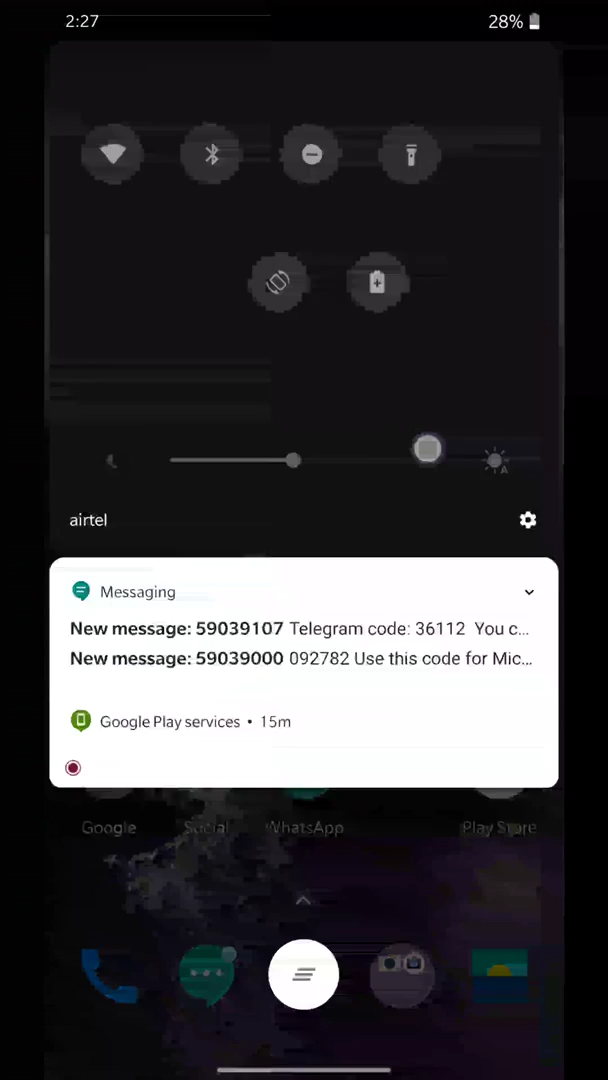 2:27
28%
airtel
Messaging
New message: 59039107 Telegram code: 36112 You c...
New message: 59039000 092782 Use this code for Mic...
Google Play services • 15m
Google
Social
WhatsApp
Play Store